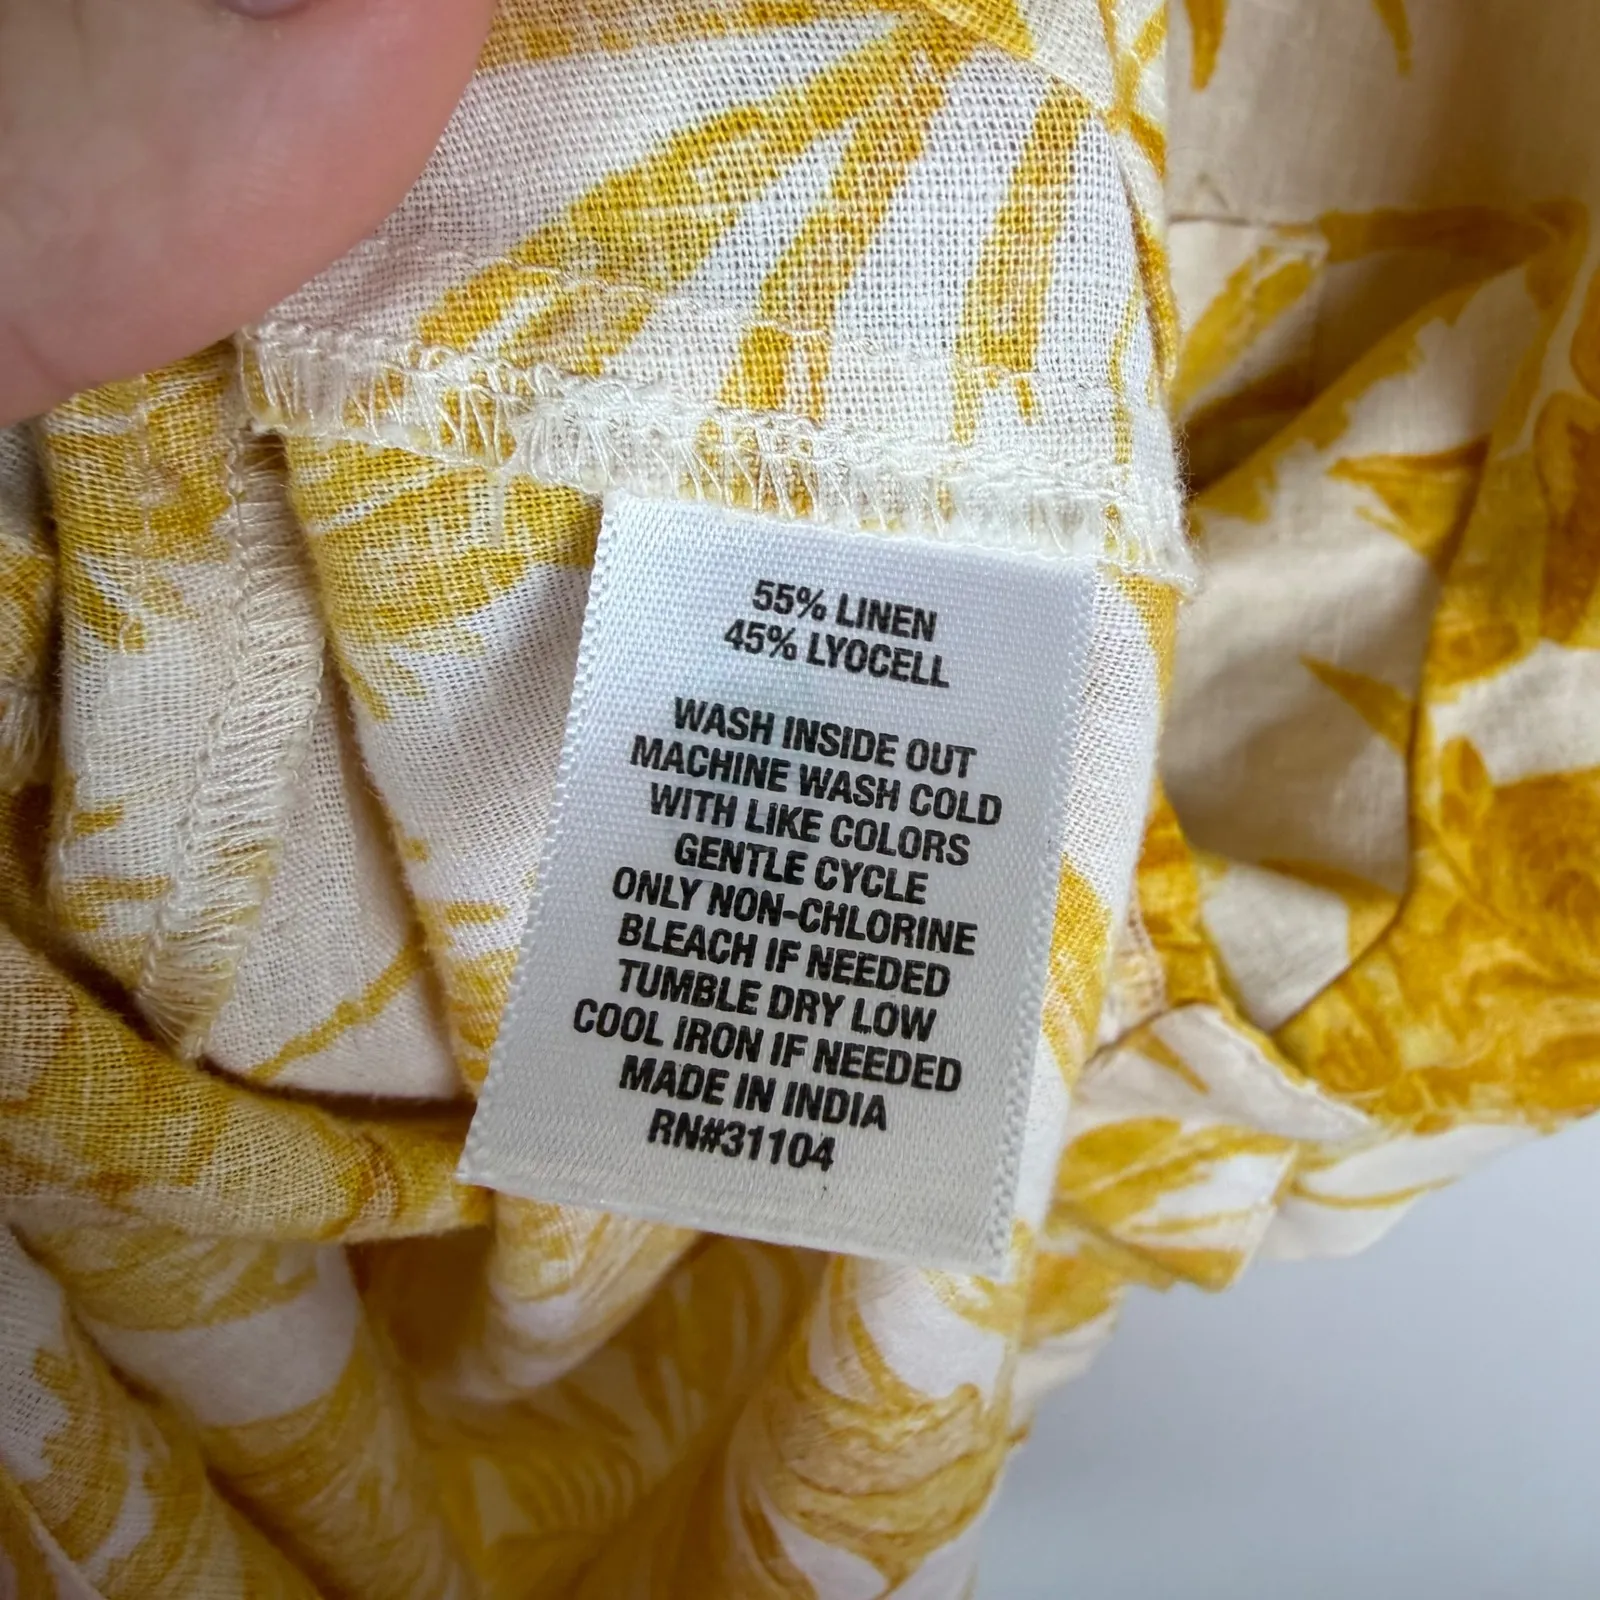 55% LINEN
45% LYOCELL
WASH INSIDE OUT
MACHINE WASH COLD
WITH LIKE COLORS
GENTLE CYCLE
ONLY NON-CHLORINE
BLEACH IF NEEDED
TUMBLE DRY LOW
COOL IRON IF NEEDED
MADE IN INDIA
RN#31104